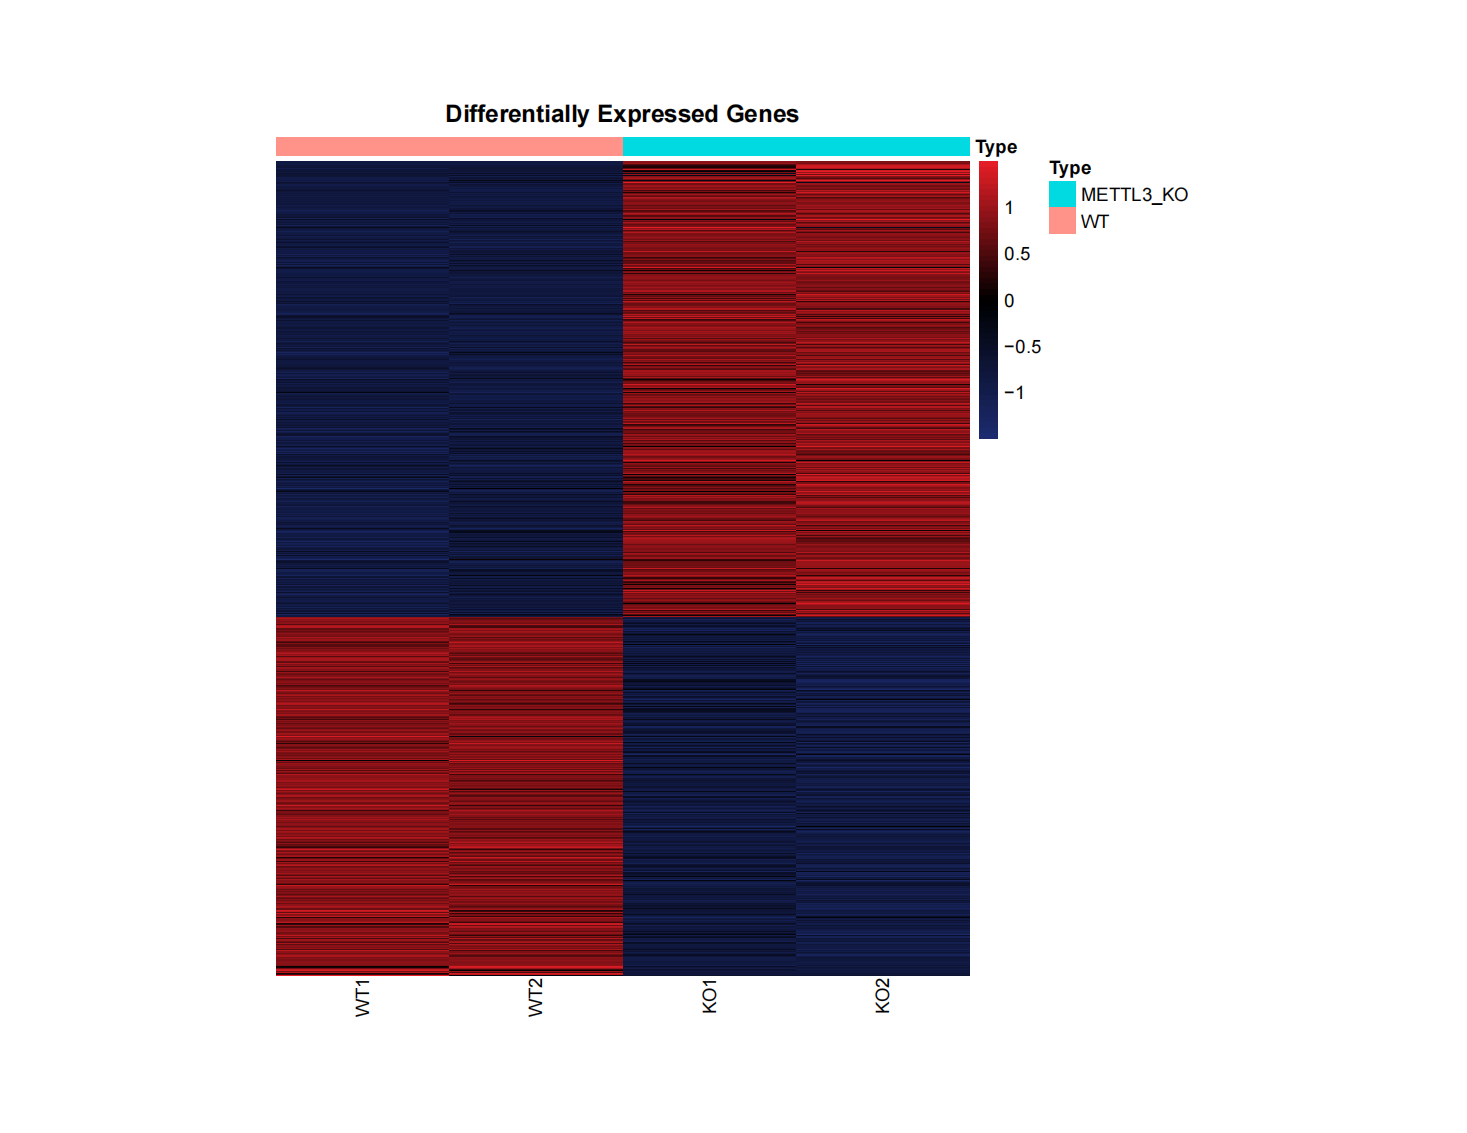 Differentially Expressed Genes
Type
1
0.5
0
−0.5
−1
Type
METTL3_KO
WT
WT1
WT2
KO1
KO2